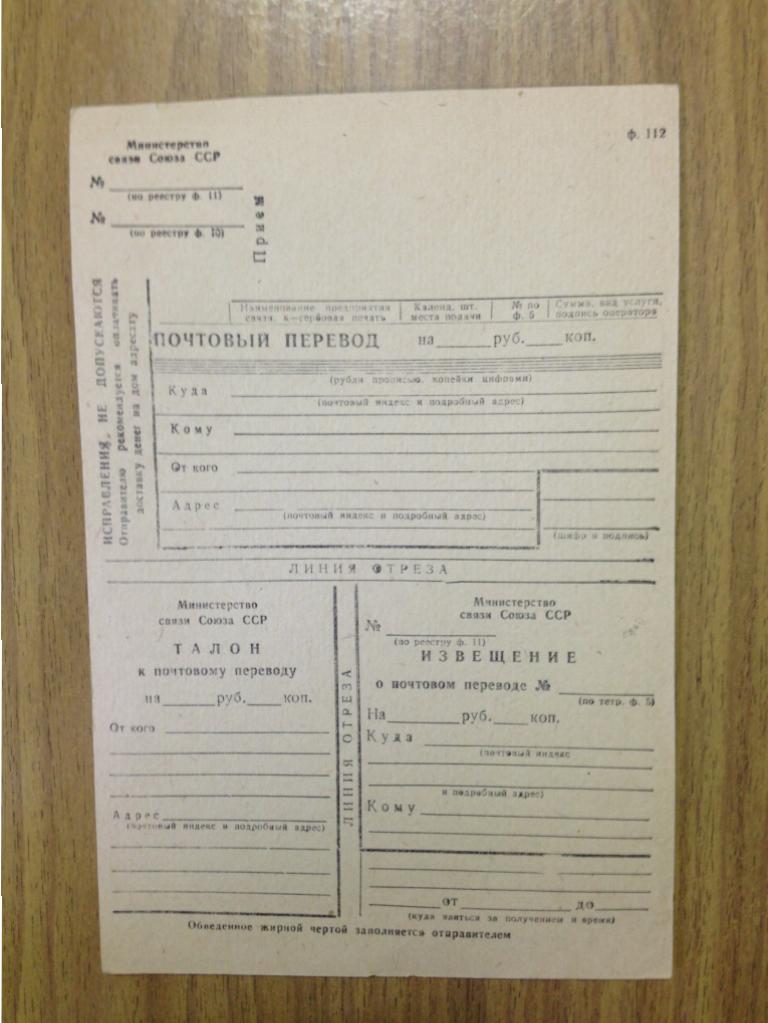 ф. 112
Министерство
связи Союза ССР
№
(по реестру ф. 11)
№
(по реестру ф. 10)
Прием
ИСПРАВЛЕНИЯ НЕ ДОПУСКАЮТСЯ
Отправителю рекомендуется оплачивать
доставку денег на дом адресату
Наименование предприятия
связи, к—гербовая печать
Календ. шт.
места подачи
№ по
ф. 5
Сумма, вид услуги,
подпись оператора
ПОЧТОВЫЙ ПЕРЕВОД на руб. коп.
(рубли прописью, копейки цифрами)
Куда
(почтовый индекс и подробный адрес)
Кому
От кого
Адрес
(почтовый индекс и подробный адрес)
(шифр и подпись)
ЛИНИЯ ОТРЕЗА
Министерство
связи Союза ССР
ТАЛОН
к почтовому переводу
на руб. коп.
От кого
Адрес
(почтовый индекс и подробный адрес)
ЛИНИЯ ОТРЕЗА
Министерство
связи Союза ССР
№
(по реестру ф. 11)
ИЗВЕЩЕНИЕ
о почтовом переводе №
(по тетр. ф. 5)
На руб. коп.
Куда
(почтовый индекс
и подробный адрес)
Кому
от до
(куда явиться за получением и время)
Обведенное жирной чертой заполняется отправителем